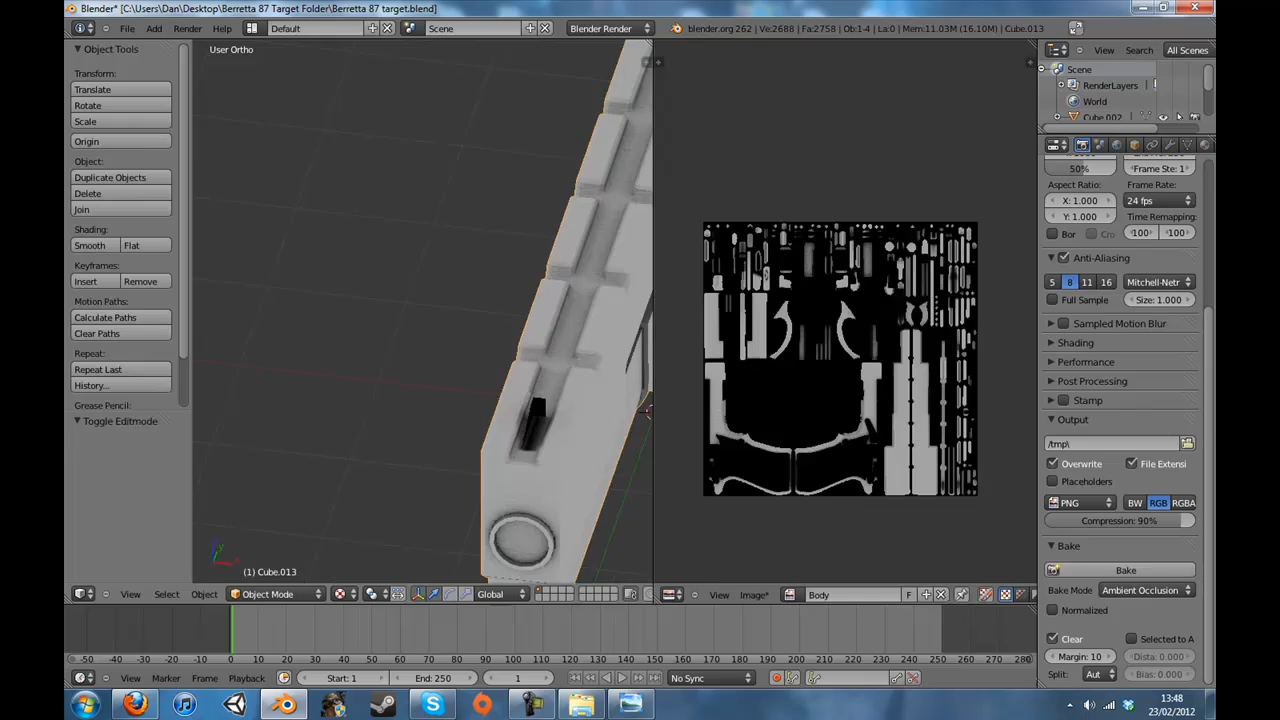 Blender* [C:\Users\Dan\Desktop\Berretta 87 Target Folder/Berretta 87 target.blend]
File Add Render Help Default Scene Blender Render blender.org 262 | Ve:2688 | Fa:2758 | Ob:1-4 | La:0 | Mem:11.03M (16.10M) | Cube.013
Object Tools
User Ortho
View Search All Scenes
Scene
RenderLayers
World
Cube.002
Transform:
Translate
Rotate
Scale
Origin
Object:
Duplicate Objects
Delete
Join
Shading:
Smooth Flat
Keyframes:
Insert Remove
Motion Paths:
Calculate Paths
Clear Paths
Repeat:
Repeat Last
History...
Grease Pencil:
Toggle Editmode
50% Frame Ste: 1
Aspect Ratio: Frame Rate:
X: 1.000 24 fps
Y: 1.000 Time Remapping:
Bor Cro 100 100
Anti-Aliasing
5 8 11 16 Mitchell-Netr
Full Sample Size: 1.000
Sampled Motion Blur
Shading
Performance
Post Processing
Stamp
Output
/tmp\
Overwrite File Extensi
Placeholders
PNG BW RGB RGBA
Compression: 90%
Bake
Bake
Bake Mode Ambient Occlusion
Normalized
Clear Selected to A
Margin: 10 Dista: 0.000
Split: Aut Bias: 0.000
(1) Cube.013
View Select Object Object Mode Global View Image* Body F
-50 -40 -30 -20 -10 0 10 20 30 40 50 60 70 80 90 100 110 120 130 140 150 160 170 180 190 200 210 220 230 240 250 260 270 280
View Marker Frame Playback Start: 1 End: 250 1 No Sync
13:48
23/02/2012